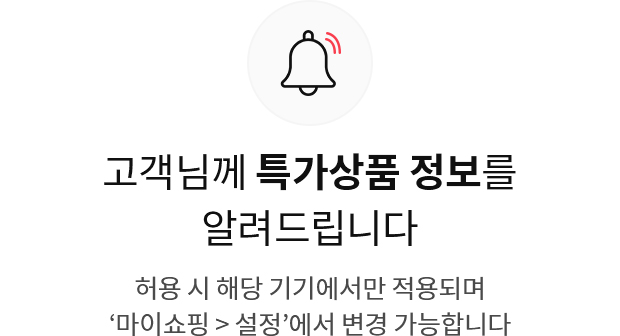 고객님께 특가상품 정보를
알려드립니다
허용 시 해당 기기에서만 적용되며
‘마이쇼핑 > 설정’에서 변경 가능합니다